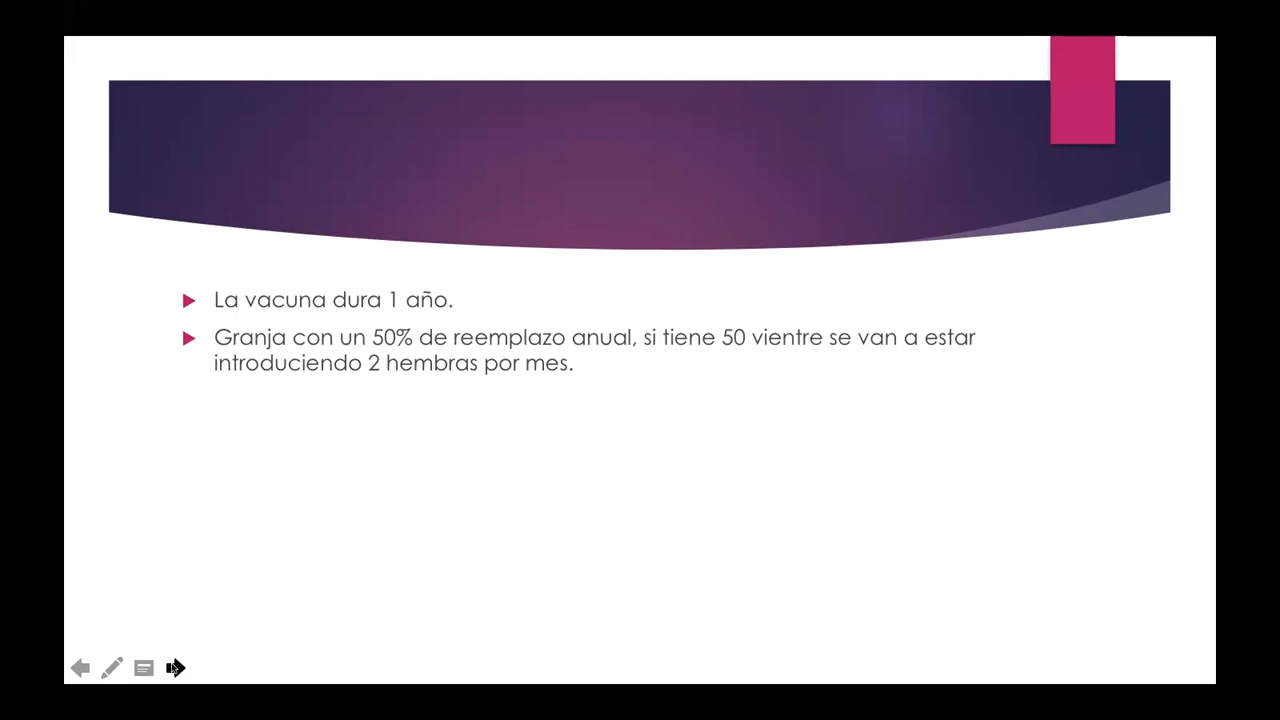 La vacuna dura 1 año.
Granja con un 50% de reemplazo anual, si tiene 50 vientre se van a estar
introduciendo 2 hembras por mes.